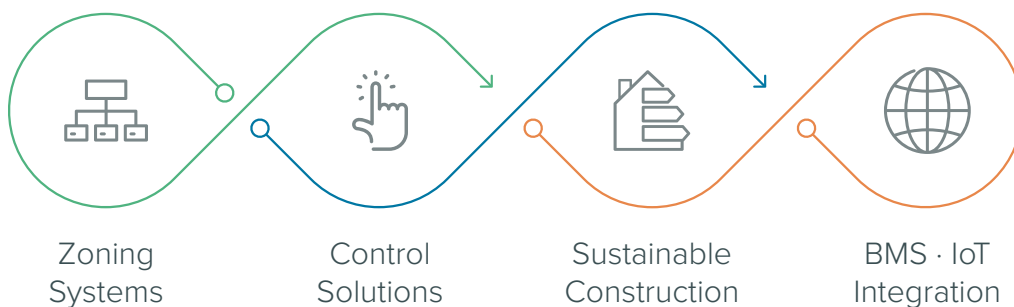 Zoning
Systems
Control
Solutions
Sustainable
Construction
BMS · IoT
Integration